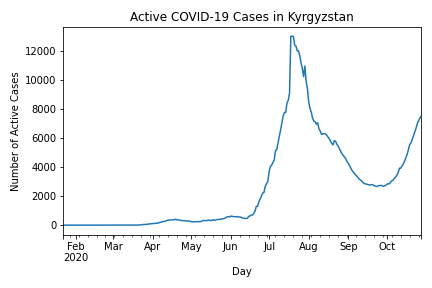 Active COVID-19 Cases in Kyrgyzstan
Number of Active Cases
12000
10000
8000
6000
4000
2000
0
Feb Mar Apr May Jun Jul Aug Sep Oct
2020
Day